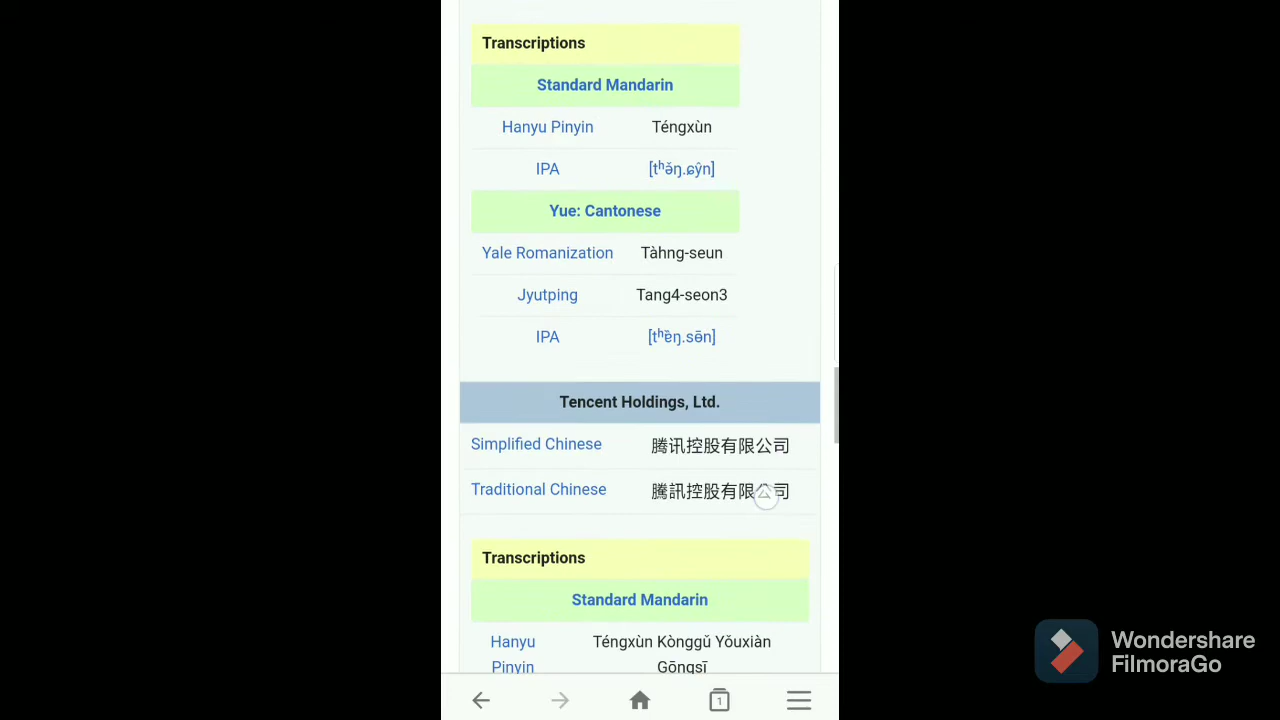 Transcriptions
Standard Mandarin
Hanyu Pinyin Téngxùn
IPA [tʰə̌ŋ.ɕŷn]
Yue: Cantonese
Yale Romanization Tàhng-seun
Jyutping Tang4-seon3
IPA [tʰɐ̏ŋ.sɵ̄n]
Tencent Holdings, Ltd.
Simplified Chinese 腾讯控股有限公司
Traditional Chinese 騰訊控股有限公司
Transcriptions
Standard Mandarin
Hanyu Pinyin Téngxùn Kònggǔ Yǒuxiàn Gōngsī
1
Wondershare
FilmoraGo